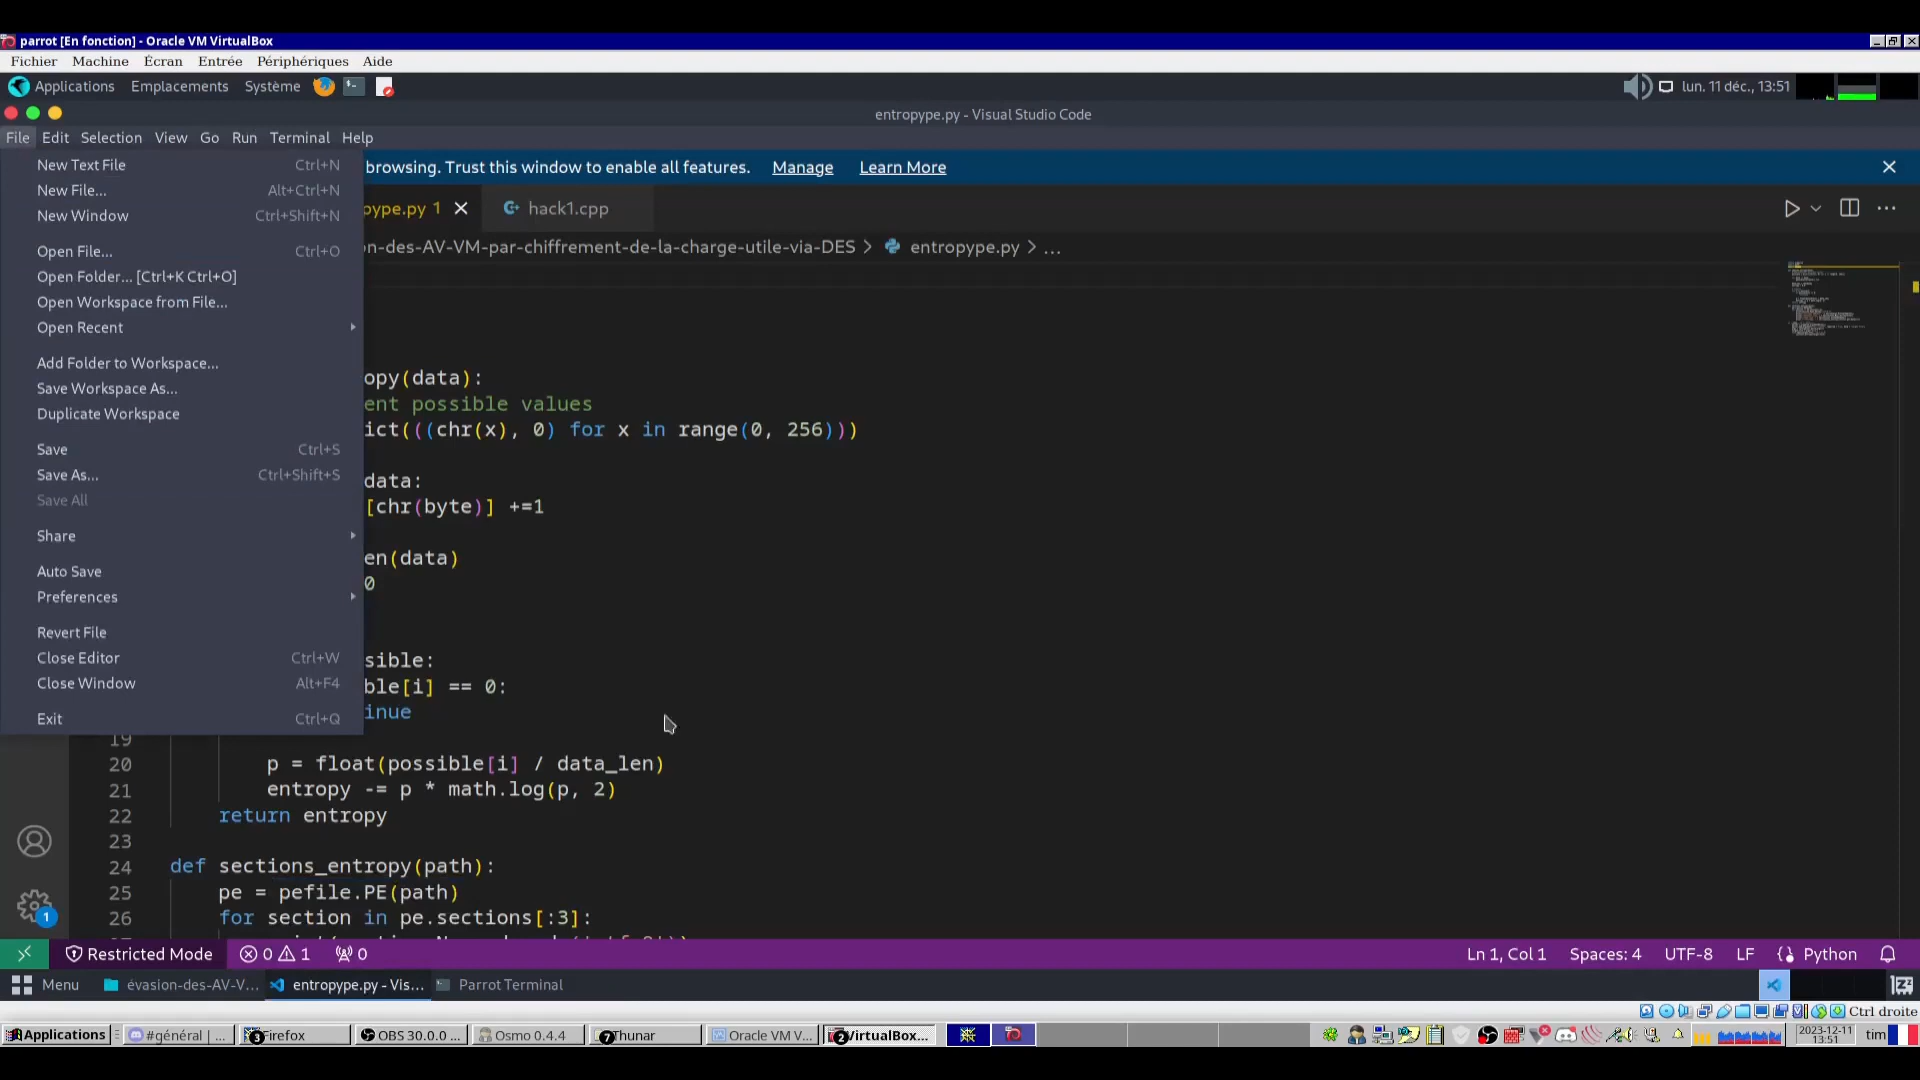 parrot [En fonction] - Oracle VM VirtualBox
Fichier Machine Écran Entrée Périphériques Aide
Applications Emplacements Système
lun. 11 déc., 13:51
entropype.py - Visual Studio Code
File Edit Selection View Go Run Terminal Help
browsing. Trust this window to enable all features. Manage Learn More
New Text File Ctrl+N
New File... Alt+Ctrl+N
New Window Ctrl+Shift+N
Open File... Ctrl+O
Open Folder... [Ctrl+K Ctrl+O]
Open Workspace from File...
Open Recent
Add Folder to Workspace...
Save Workspace As...
Duplicate Workspace
Save Ctrl+S
Save As... Ctrl+Shift+S
Save All
Share
Auto Save
Preferences
Revert File
Close Editor Ctrl+W
Close Window Alt+F4
Exit Ctrl+Q
ype.py 1
hack1.cpp
n-des-AV-VM-par-chiffrement-de-la-charge-utile-via-DES > entropype.py > ...
opy(data):
ent possible values
ict(((chr(x), 0) for x in range(0, 256)))
data:
[chr(byte)] +=1
en(data)
0
sible:
ble[i] == 0:
inue
19
20 p = float(possible[i] / data_len)
21 entropy -= p * math.log(p, 2)
22 return entropy
23
24 def sections_entropy(path):
25 pe = pefile.PE(path)
26 for section in pe.sections[:3]:
1
Restricted Mode 0 1 0
Ln 1, Col 1 Spaces: 4 UTF-8 LF Python
Menu évasion-des-AV-V... entropype.py - Vis... Parrot Terminal
Ctrl droite
Applications #général | ... 3 Firefox OBS 30.0.0 ... Osmo 0.4.4 7 Thunar Oracle VM V... 2 VirtualBox...
2023-12-11
13:51
tim